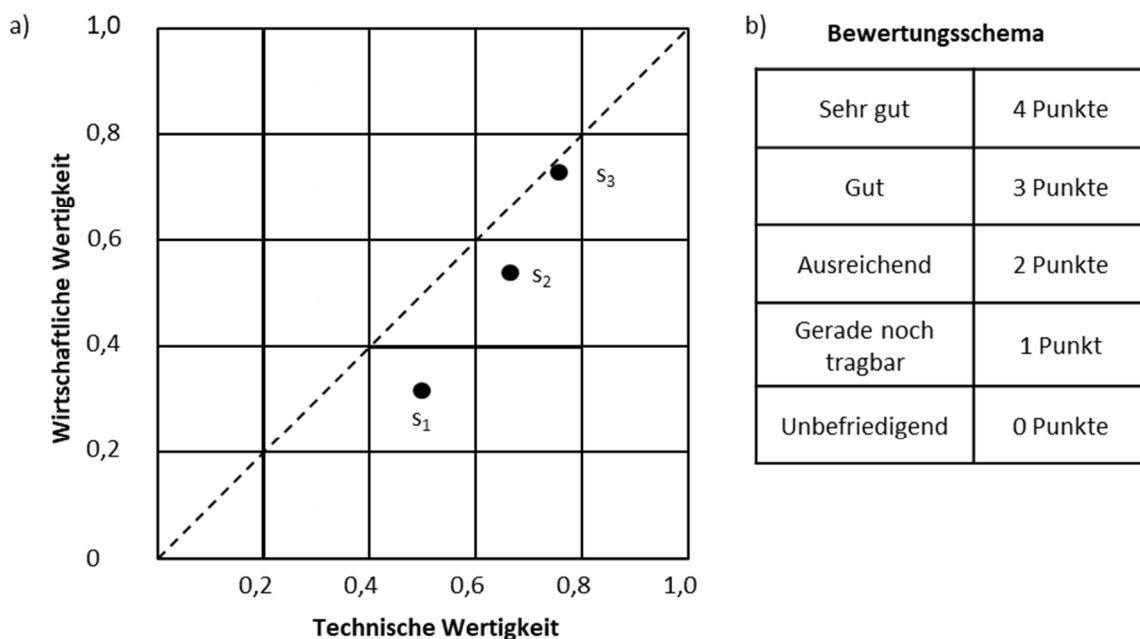 a)
1,0
0,8
0,6
0,4
0,2
0
Wirtschaftliche Wertigkeit
s3
s2
s1
0,2
0,4
0,6
0,8
1,0
Technische Wertigkeit
b)
Bewertungsschema
Sehr gut
4 Punkte
Gut
3 Punkte
Ausreichend
2 Punkte
Gerade noch
tragbar
1 Punkt
Unbefriedigend
0 Punkte